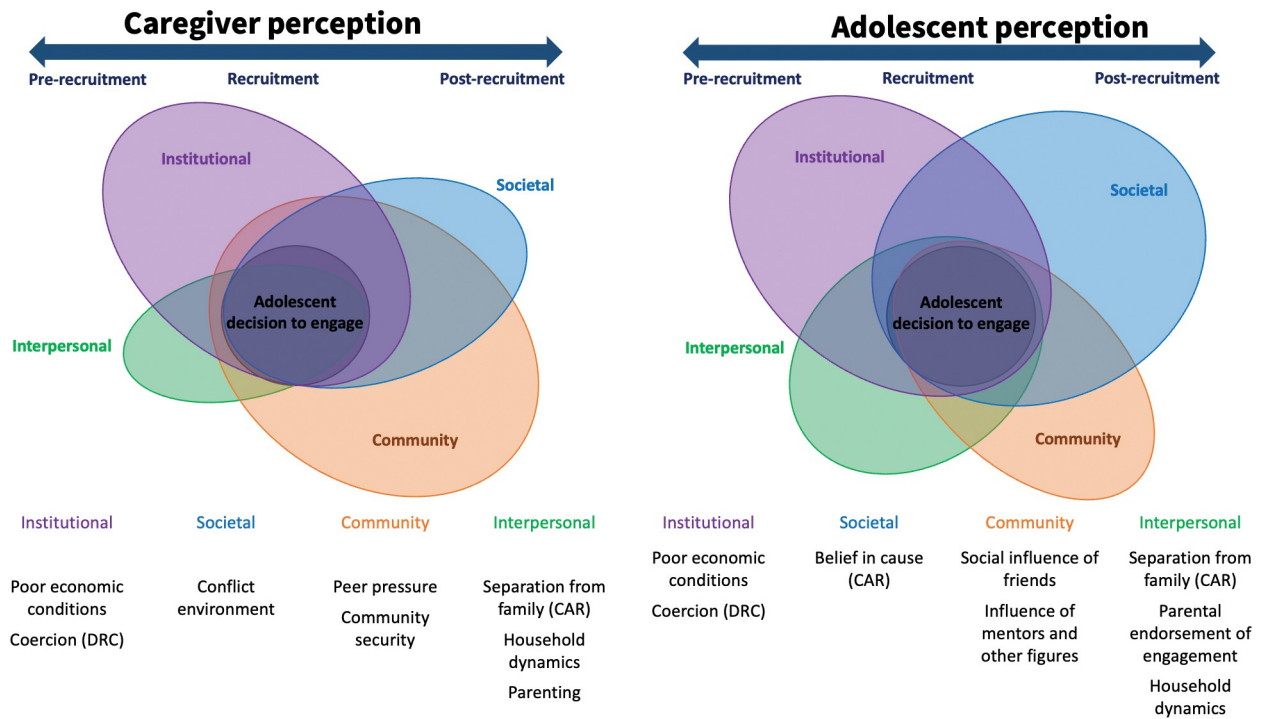 Caregiver perception
Pre-recruitment
Recruitment
Post-recruitment
Institutional
Societal
Adolescent
decision to engage
Interpersonal
Community
Institutional
Poor economic
conditions
Coercion (DRC)
Societal
Conflict
environment
Community
Peer pressure
Community
security
Interpersonal
Separation from
family (CAR)
Household
dynamics
Parenting
Adolescent perception
Pre-recruitment
Recruitment
Post-recruitment
Institutional
Societal
Adolescent
decision to engage
Interpersonal
Community
Institutional
Poor economic
conditions
Coercion (DRC)
Societal
Belief in cause
(CAR)
Community
Social influence of
friends
Influence of
mentors and
other figures
Interpersonal
Separation from
family (CAR)
Parental
endorsement of
engagement
Household
dynamics